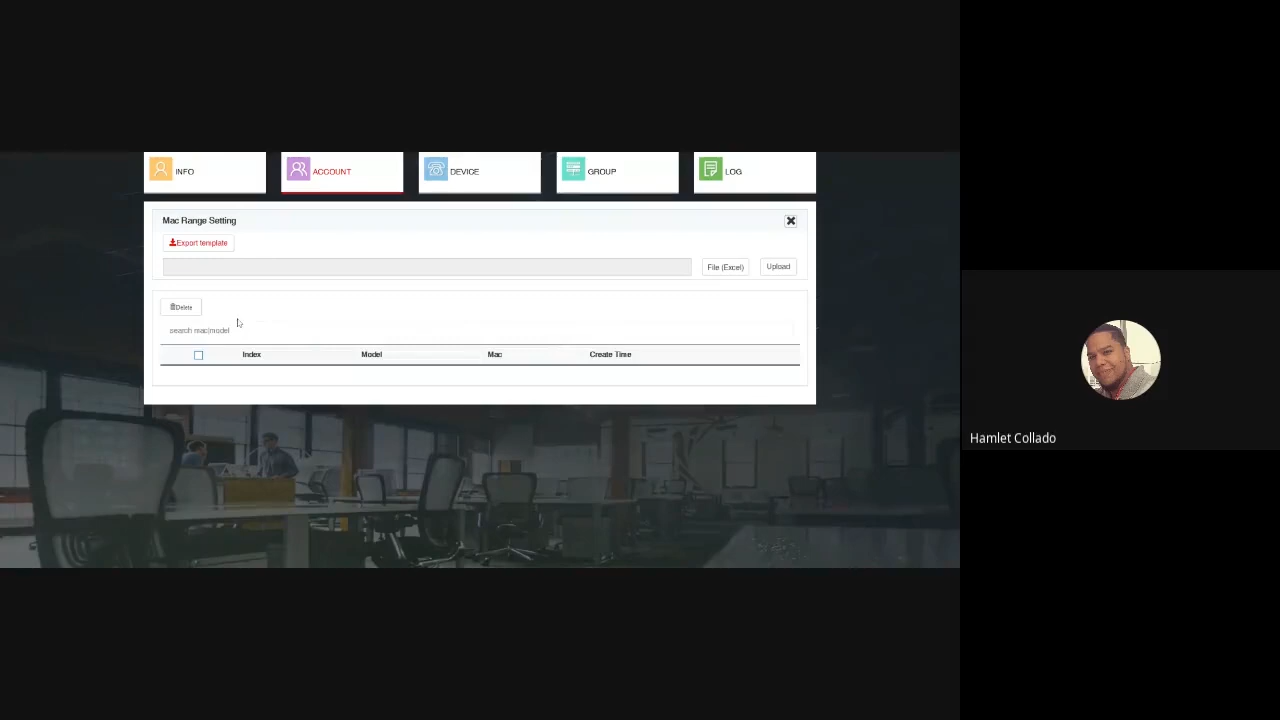 INFO
ACCOUNT
DEVICE
GROUP
LOG
Mac Range Setting
Export template
File (Excel)
Upload
Delete
search mac|model
Index
Model
Mac
Create Time
Hamlet Collado